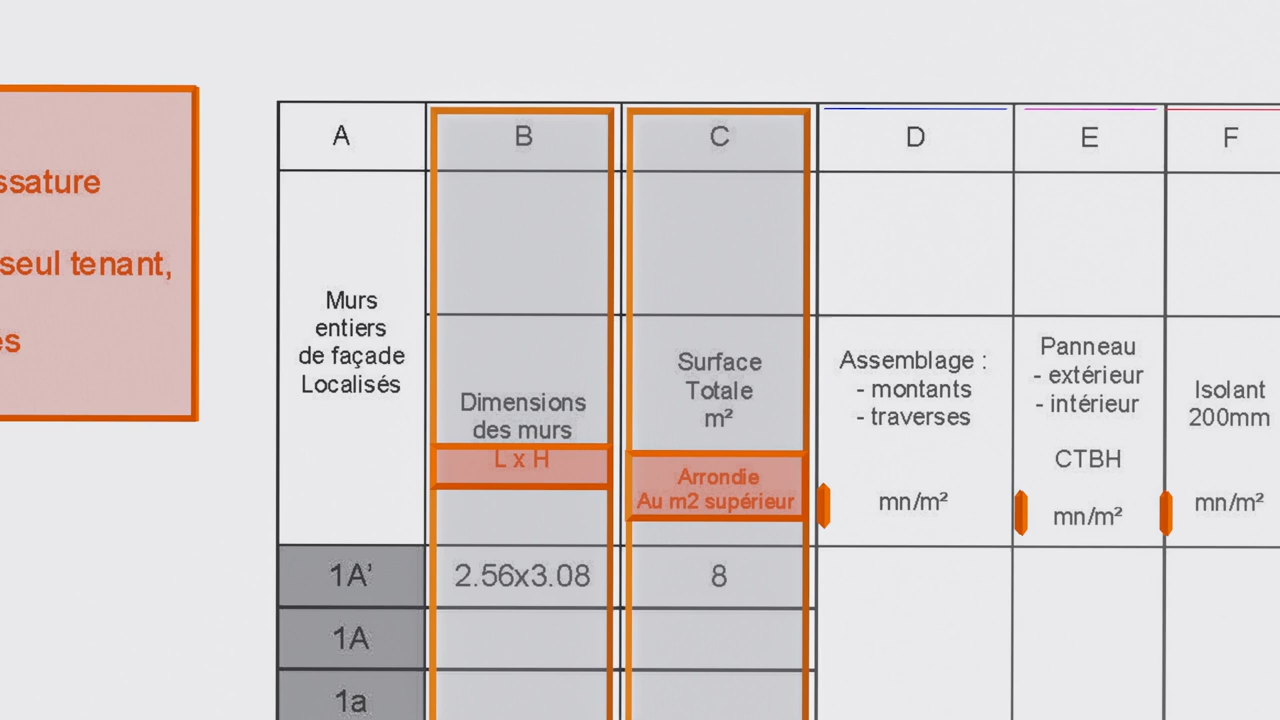 ssature
seul tenant,
es
A
B
C
D
E
F
Murs
entiers
de façade
Localisés
Dimensions
des murs
L x H
Surface
Totale
m²
Arrondie
Au m2 supérieur
Assemblage :
- montants
- traverses
mn/m²
Panneau
- extérieur
- intérieur
CTBH
mn/m²
Isolant
200mm
mn/m²
1A'
2.56x3.08
8
1A
1a